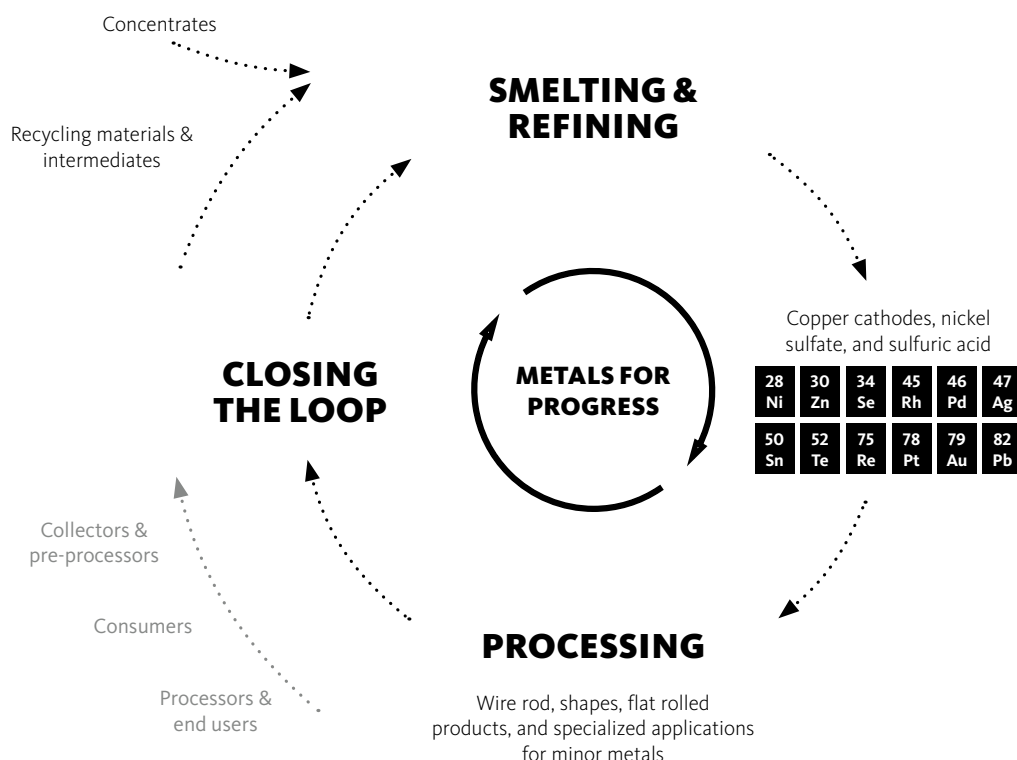 Concentrates
SMELTING &
REFINING
Recycling materials &
intermediates
Copper cathodes, nickel
sulfate, and sulfuric acid
28 30 34 45 46 47
Ni Zn Se Rh Pd Ag
50 52 75 78 79 82
Sn Te Re Pt Au Pb
CLOSING
THE LOOP
METALS FOR
PROGRESS
Collectors &
pre-processors
Consumers
Processors &
end users
PROCESSING
Wire rod, shapes, flat rolled
products, and specialized applications
for minor metals